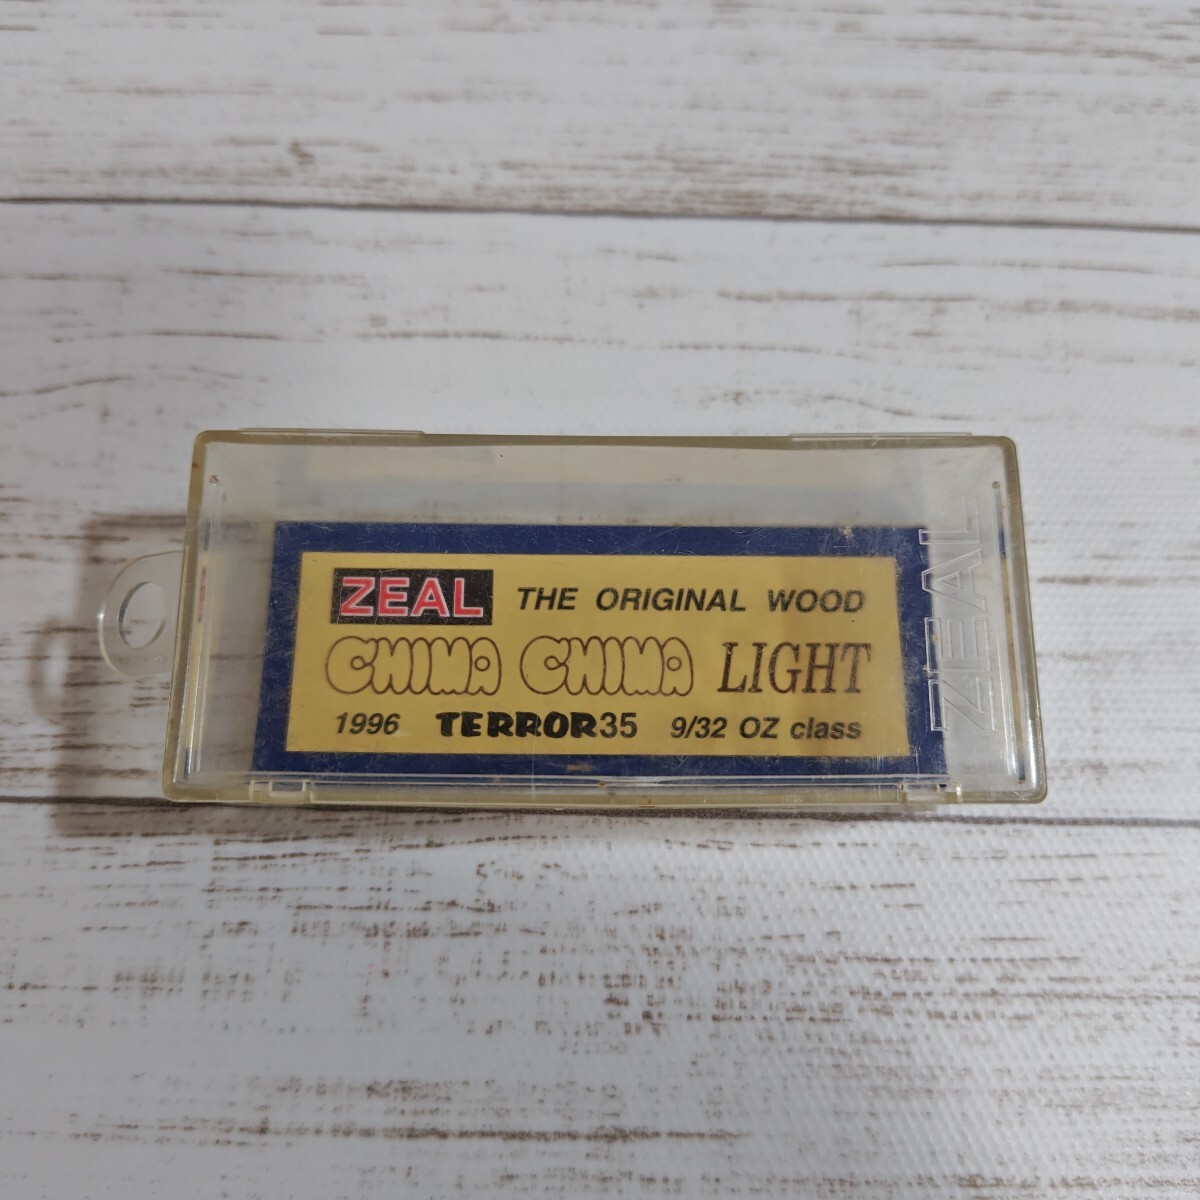 ZEAL THE ORIGINAL WOOD
CHIMA CHIMA LIGHT
1996 TERROR35 9/32 OZ class
ZEAL